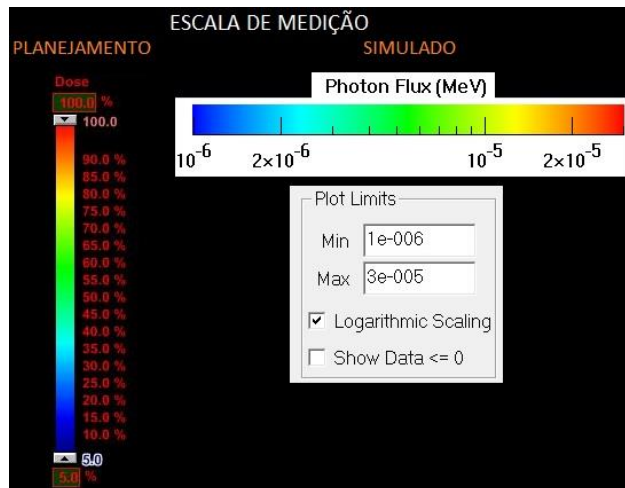 ESCALA DE MEDIÇÃO
PLANEJAMENTO
SIMULADO
Dose
100.0 %
100.0
90.0 %
85.0 %
80.0 %
75.0 %
70.0 %
65.0 %
60.0 %
55.0 %
50.0 %
45.0 %
40.0 %
35.0 %
30.0 %
25.0 %
20.0 %
15.0 %
10.0 %
5.0
5.0 %
Photon Flux (MeV)
10⁻⁶ 2×10⁻⁶ 10⁻⁵ 2×10⁻⁵
Plot Limits
Min 1e-006
Max 3e-005
Logarithmic Scaling
Show Data <= 0